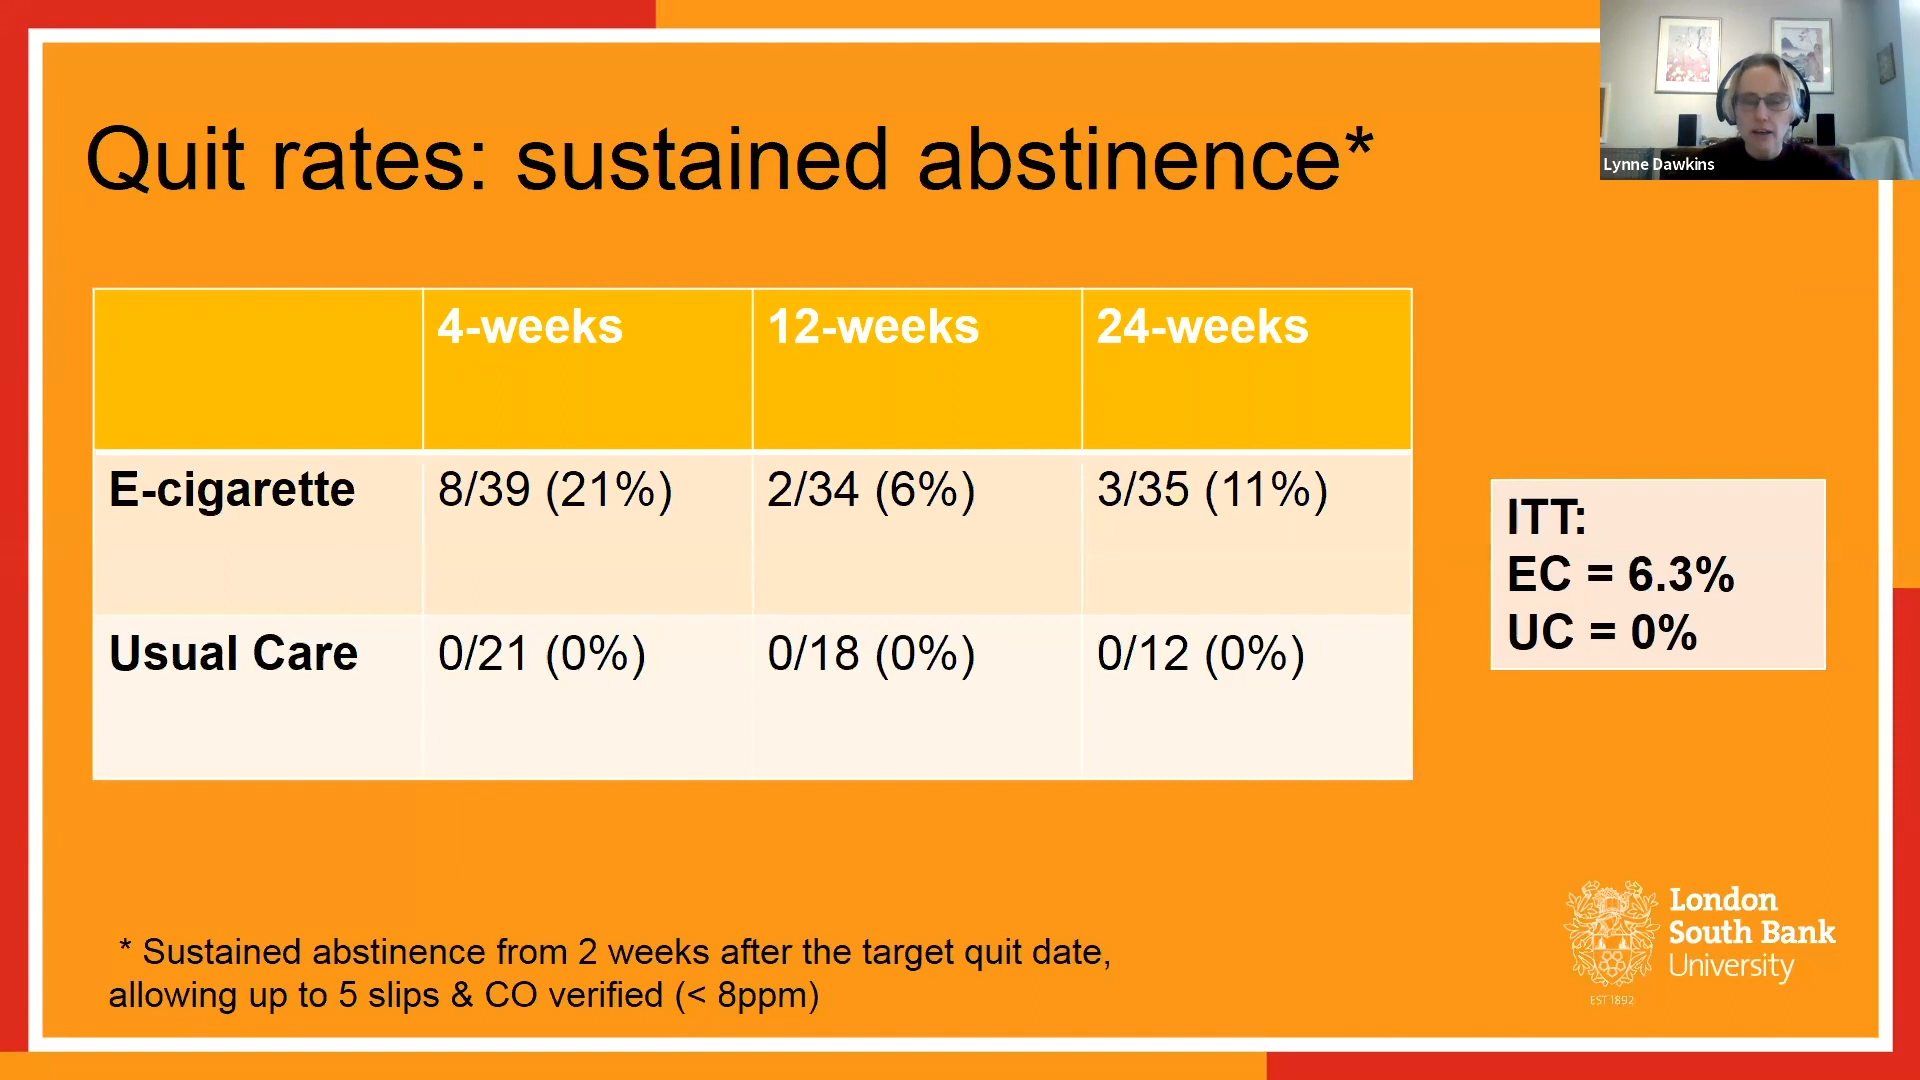 Quit rates: sustained abstinence*
Lynne Dawkins
4-weeks 12-weeks 24-weeks
E-cigarette 8/39 (21%) 2/34 (6%) 3/35 (11%)
Usual Care 0/21 (0%) 0/18 (0%) 0/12 (0%)
ITT:
EC = 6.3%
UC = 0%
* Sustained abstinence from 2 weeks after the target quit date,
allowing up to 5 slips & CO verified (< 8ppm)
London
South Bank
University
EST 1892